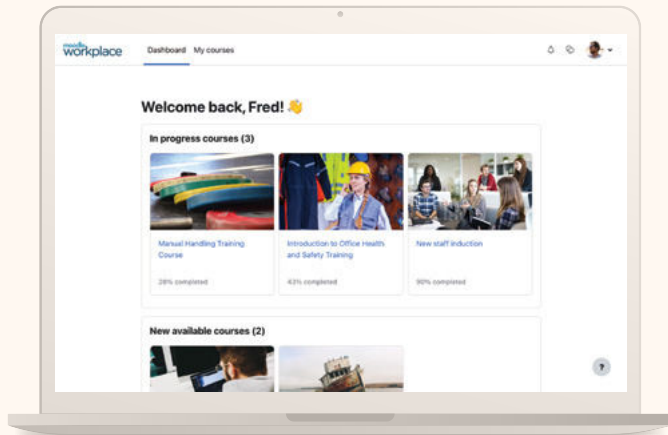 moodle
workplace
Dashboard My courses
Welcome back, Fred! 👋
In progress courses (3)
Manual Handling Training
Course
28% completed
Introduction to Office Health
and Safety Training
43% completed
New staff induction
90% completed
New available courses (2)
?